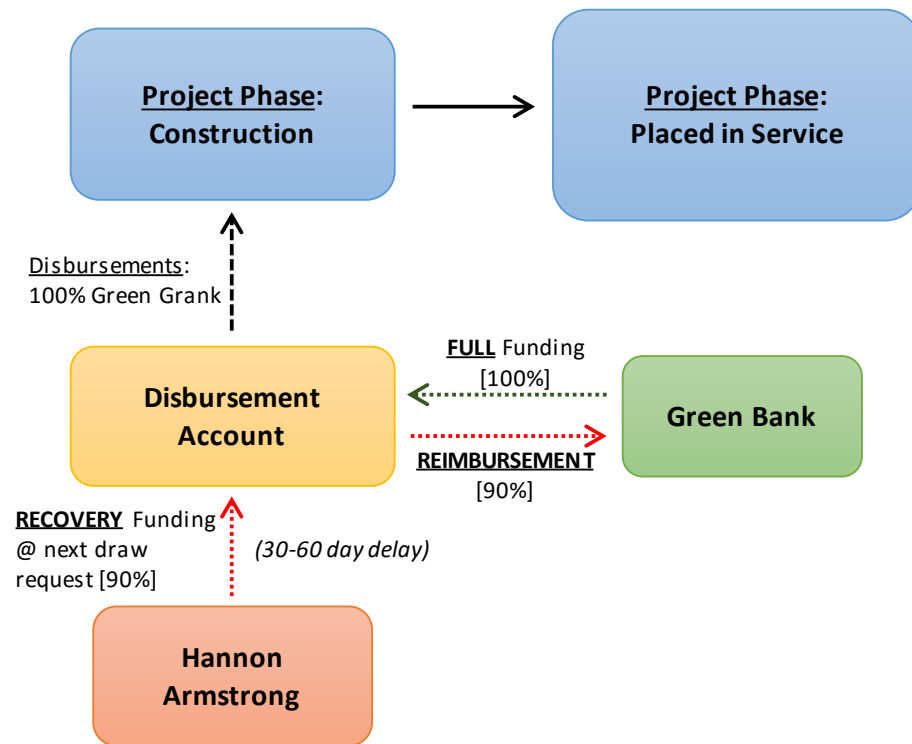 Project Phase:
Construction
Project Phase:
Placed in Service
Disbursements:
100% Green Grank
FULL Funding
[100%]
Disbursement
Account
Green Bank
REIMBURSEMENT
[90%]
RECOVERY Funding
@ next draw
request [90%]
(30-60 day delay)
Hannon
Armstrong